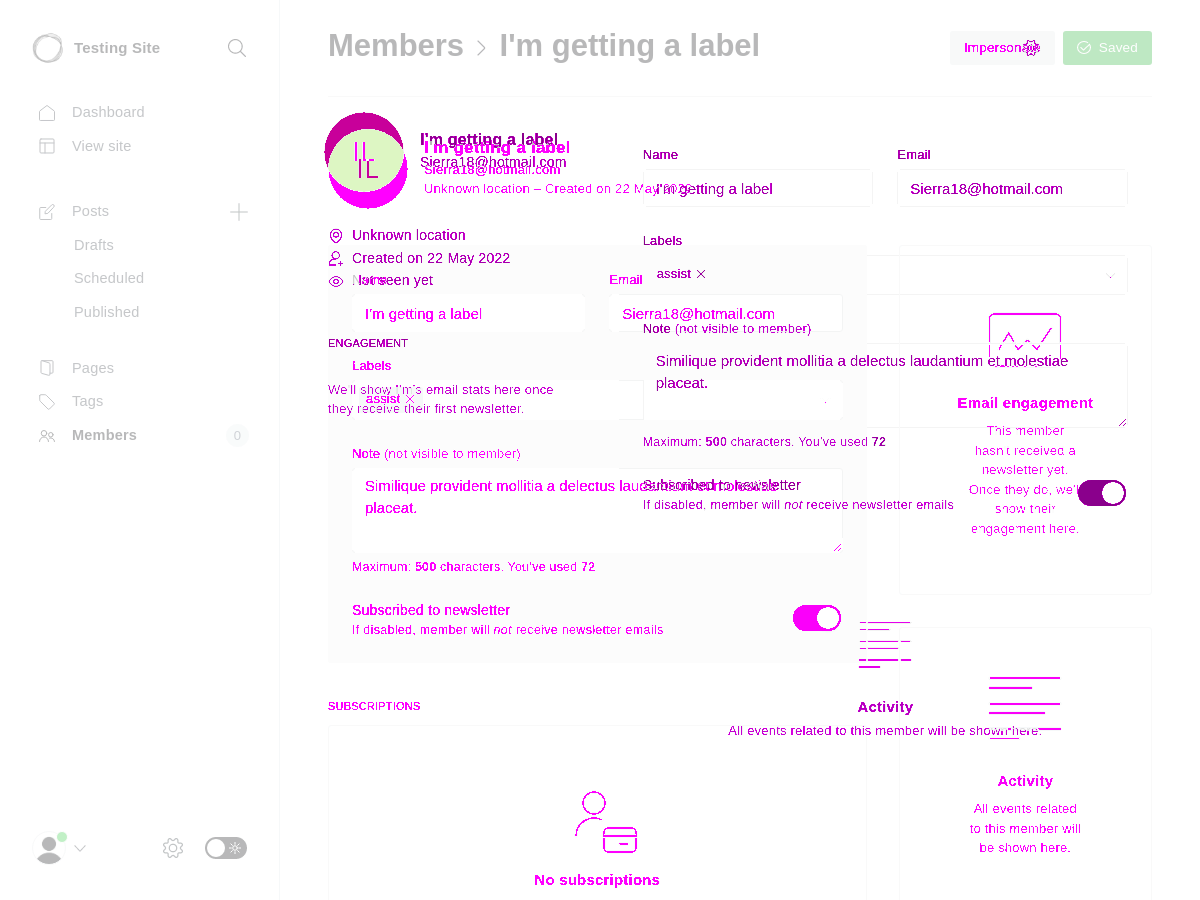 Testing Site
Members > I'm getting a label
Impersonate
Saved
Dashboard
View site
Posts
Drafts
Scheduled
Published
Pages
Tags
Members 0
IL
I'm getting a label
Sierra18@hotmail.com
IL
I'm getting a label
Sierra18@hotmail.com
Unknown location – Created on 22 May 2022
Unknown location
Created on 22 May 2022
Not seen yet
ENGAGEMENT
We'll show I'm's email stats here once
they receive their first newsletter.
Name
I'm getting a label
Email
Sierra18@hotmail.com
Labels
assist ×
Note (not visible to member)
Similique provident mollitia a delectus laudantium et molestiae
placeat.
Maximum: 500 characters. You've used 72
Subscribed to newsletter
If disabled, member will not receive newsletter emails
Name
I'm getting a label
Email
Sierra18@hotmail.com
Labels
assist ×
Note (not visible to member)
Similique provident mollitia a delectus laudantium et molestiae
placeat.
Maximum: 500 characters. You've used 72
Subscribed to newsletter
If disabled, member will not receive newsletter emails
Email engagement
This member
hasn't received a
newsletter yet.
Once they do, we'll
show their
engagement here.
SUBSCRIPTIONS
No subscriptions
Activity
All events related to this member will be shown here.
Activity
All events related
to this member will
be shown here.